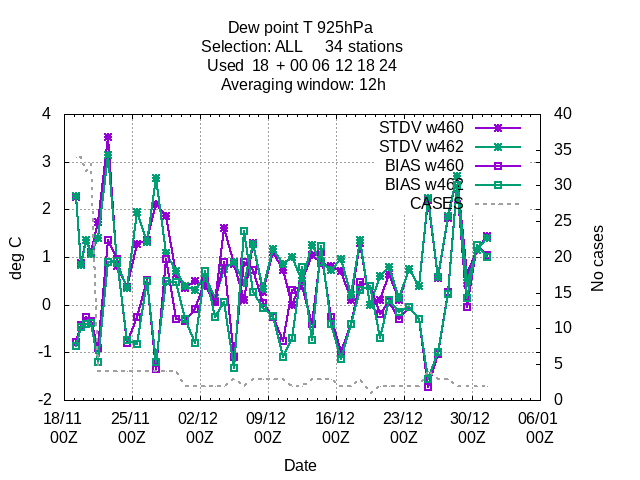 Dew point T 925hPa
Selection: ALL 34 stations
Used 18 + 00 06 12 18 24
Averaging window: 12h
STDV w460
STDV w462
BIAS w460
BIAS w462
CASES
4
3
2
1
0
-1
-2
deg C
40
35
30
25
20
15
10
5
0
No cases
18/11 25/11 02/12 09/12 16/12 23/12 30/12 06/01
00Z 00Z 00Z 00Z 00Z 00Z 00Z 00Z
Date